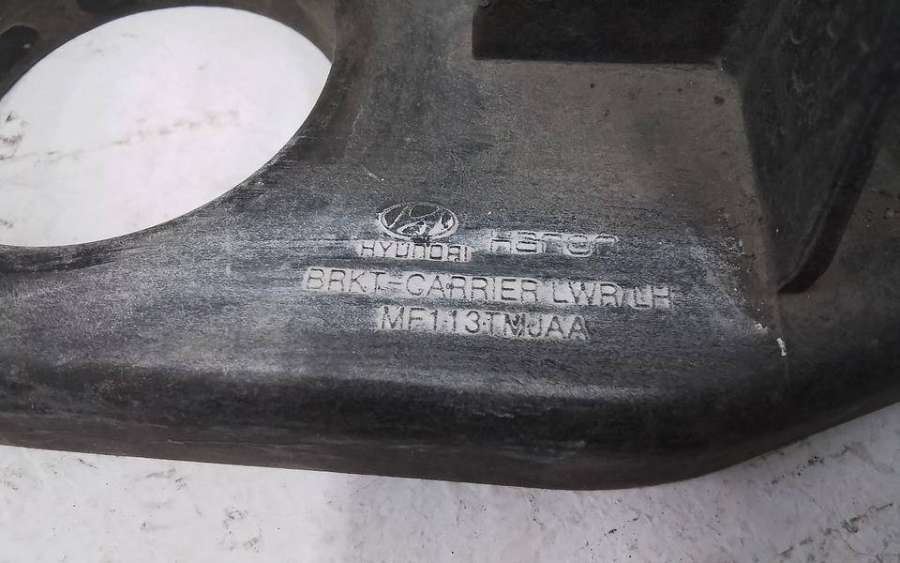 HYUNDAI
BRKT-CARRIER LWR/LH
MF113TMJAA